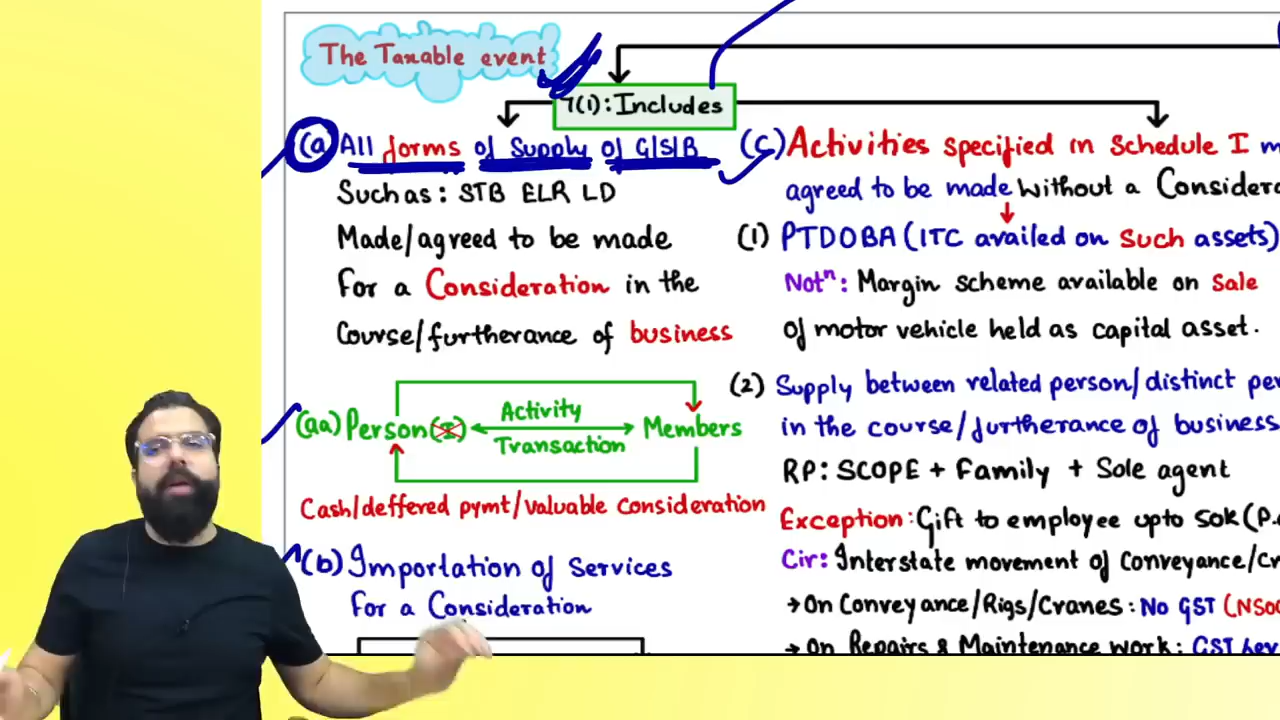 The Taxable event
7(1): Includes
(a) All forms of Supply of G/S/B
Such as: STB ELR LD
Made/agreed to be made
For a Consideration in the
Course/furtherance of business
(aa) Person(I) Activity Transaction Members
Cash/deffered pymt/valuable consideration
(b) Importation of Services
For a Consideration
(c) Activities specified in Schedule I m
agreed to be made without a Considera
(1) PTDOBA (ITC availed on such assets)
Notn: Margin scheme available on sale
of motor vehicle held as capital asset.
(2) Supply between related person/distinct per
in the course/furtherance of business
RP: SCOPE + Family + Sole agent
Exception: Gift to employee upto 50k (P.
Cir: Interstate movement of Conveyance/Cr
→ On Conveyance/Rigs/Cranes: No GST (NSo
→ On Repairs & Maintenance work: GST lev